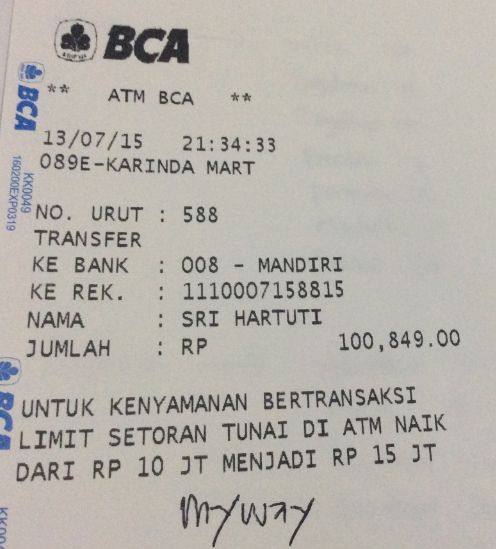 BCA
** ATM BCA **
13/07/15 21:34:33
089E-KARINDA MART
NO. URUT : 588
TRANSFER
KE BANK : 008 - MANDIRI
KE REK. : 1110007158815
NAMA : SRI HARTUTI
JUMLAH : RP 100,849.00
UNTUK KENYAMANAN BERTRANSAKSI
LIMIT SETORAN TUNAI DI ATM NAIK
DARI RP 10 JT MENJADI RP 15 JT
myway
BCA
KK0049
160200EXP0319
BCA